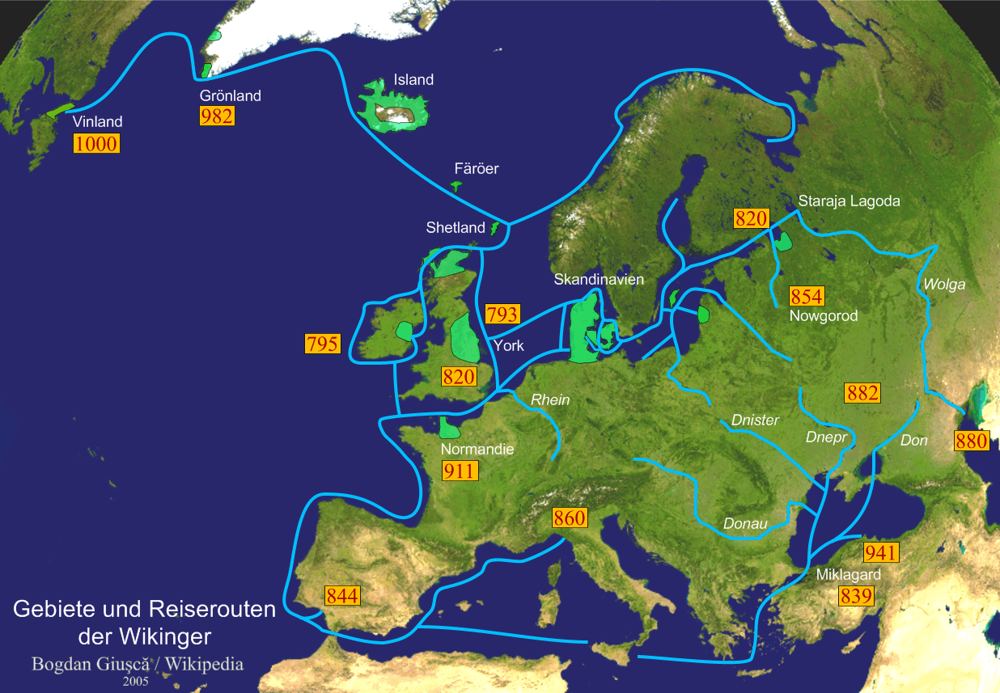 Island
Grönland
982
Vinland
1000
Färöer
Staraja Lagoda
820
Shetland
Skandinavien
Wolga
854
Nowgorod
793
795
York
820
882
Rhein
Dnister
Dnepr
Don
880
Normandie
911
860
Donau
941
Miklagard
839
844
Gebiete und Reiserouten
der Wikinger
Bogdan Giuşcă / Wikipedia
2005